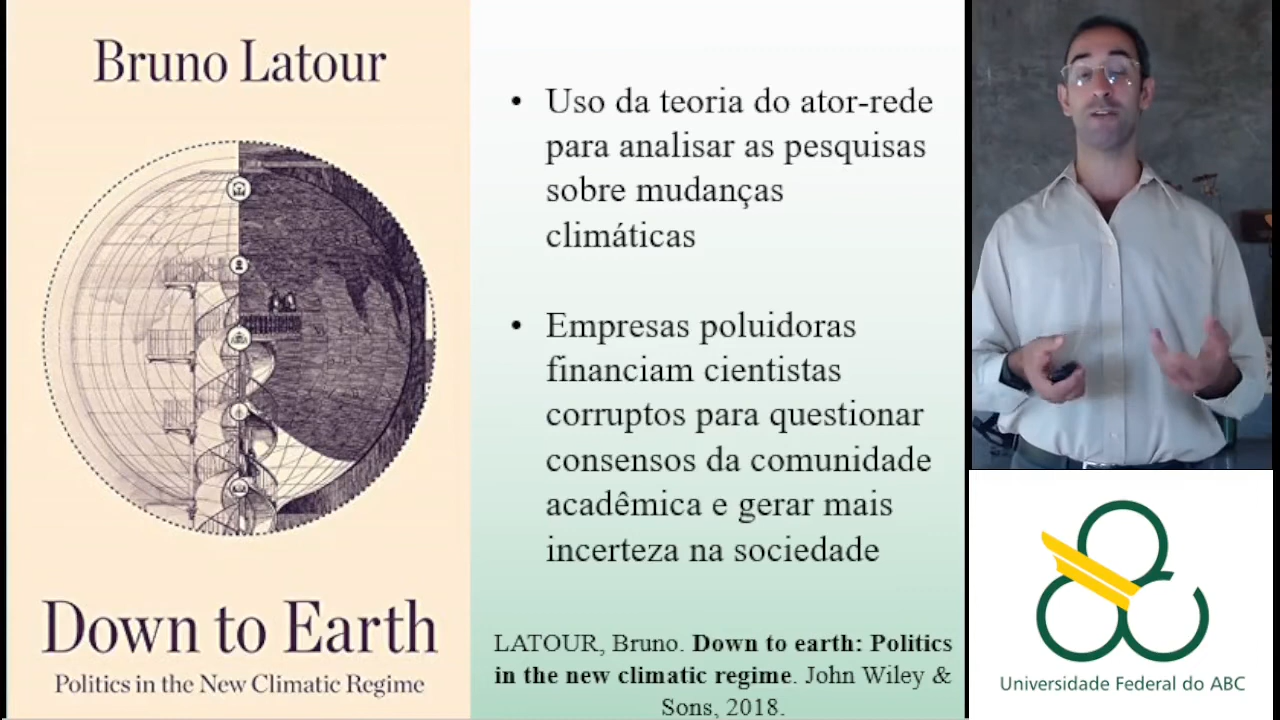 Bruno Latour
Down to Earth
Politics in the New Climatic Regime
• Uso da teoria do ator-rede
para analisar as pesquisas
sobre mudanças
climáticas
• Empresas poluidoras
financiam cientistas
corruptos para questionar
consensos da comunidade
acadêmica e gerar mais
incerteza na sociedade
LATOUR, Bruno. Down to earth: Politics
in the new climatic regime. John Wiley &
Sons, 2018.
Universidade Federal do ABC